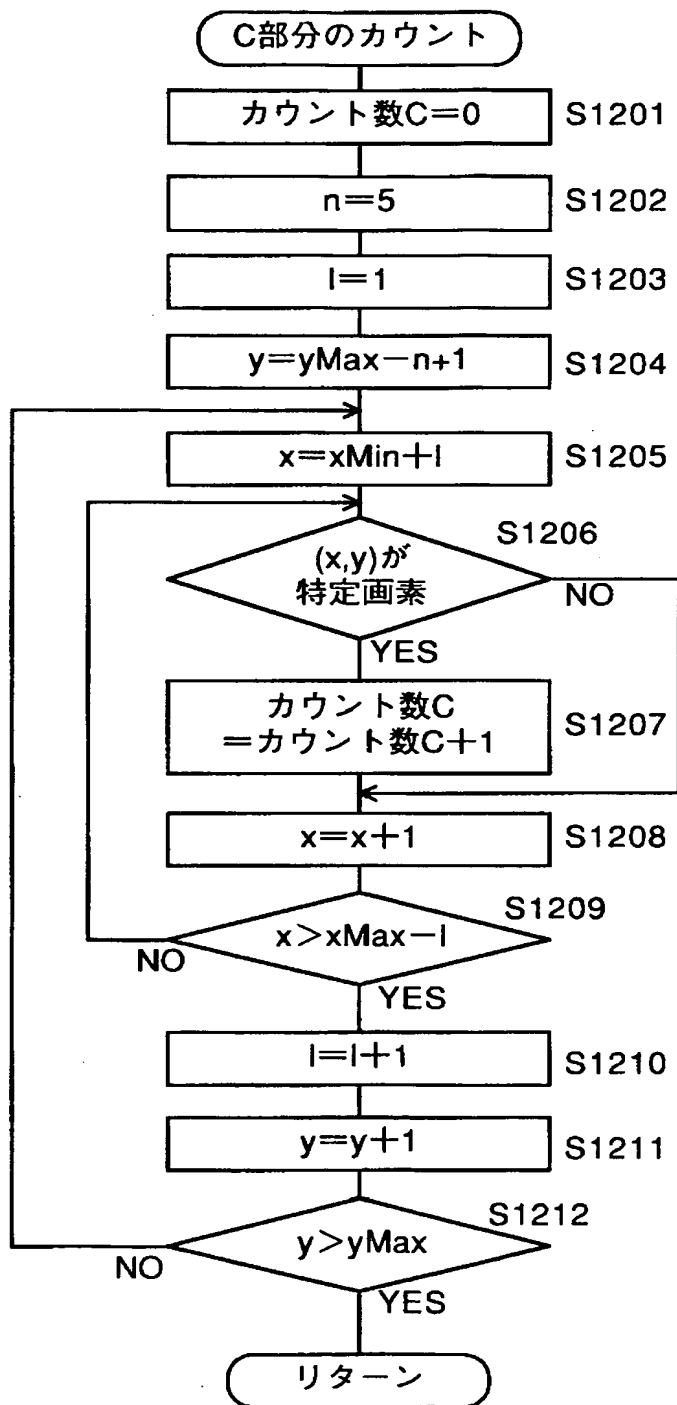 C部分のカウント
カウント数C＝0
S1201
n＝5
S1202
l＝1
S1203
y＝yMax－n+1
S1204
x＝xMin＋l
S1205
S1206
(x,y)が
特定画素
NO
YES
カウント数C
＝カウント数C＋1
S1207
x＝x＋1
S1208
S1209
x＞xMax－l
NO
YES
l＝l＋1
S1210
y＝y＋1
S1211
S1212
y＞yMax
NO
YES
リターン